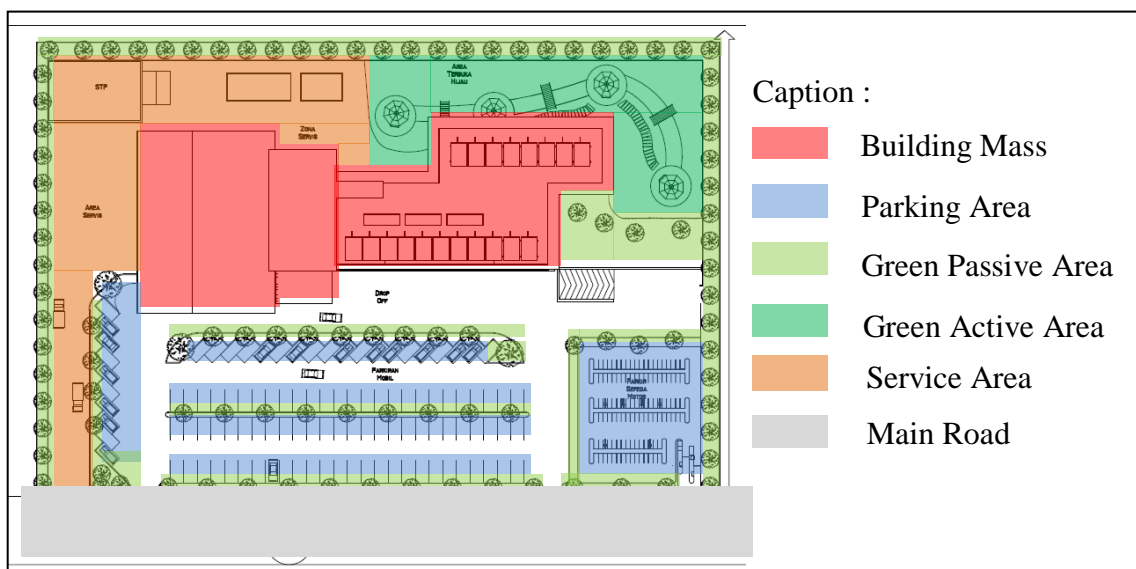 STP
AREA
TERBUKA
HIJAU
ZONA
SERVIS
AREA
SERVIS
DROP
OFF
PARKIRAN
MOBIL
PARKIR
SEPEDA
MOTOR
Caption :
Building Mass
Parking Area
Green Passive Area
Green Active Area
Service Area
Main Road